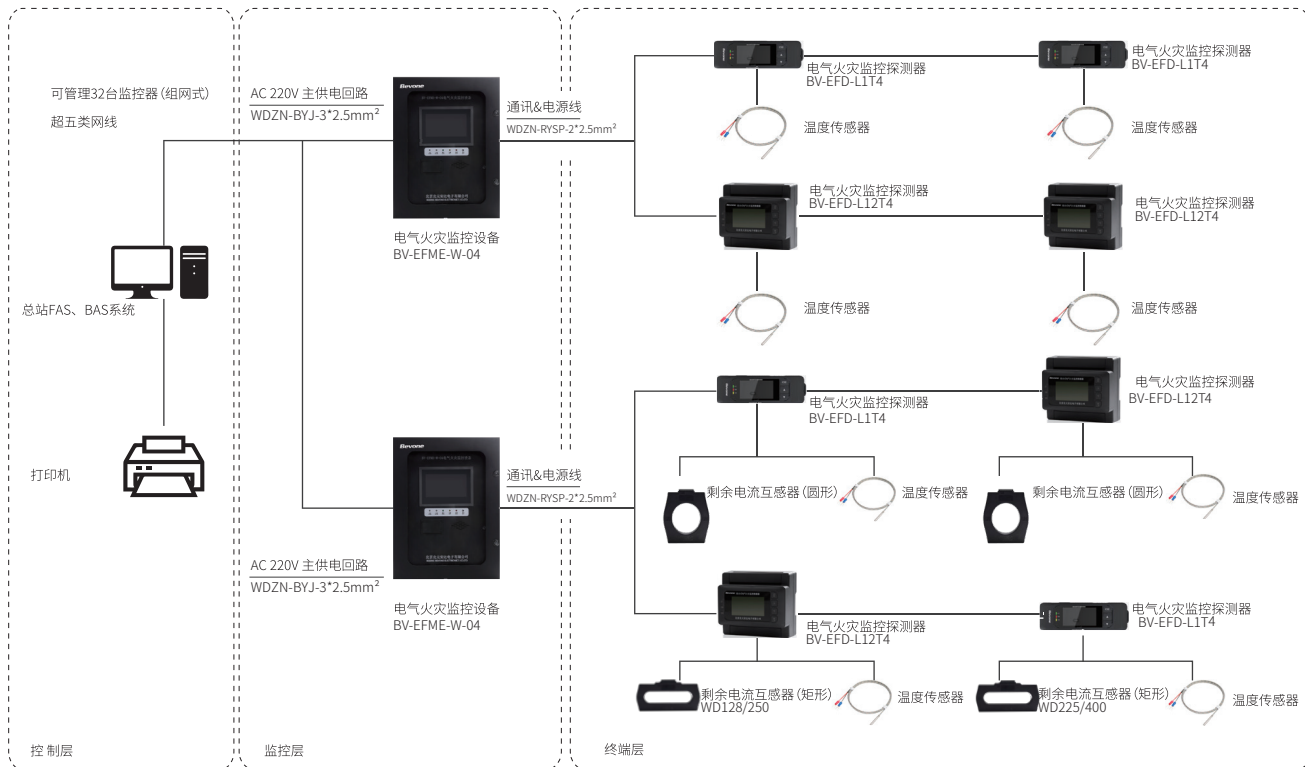 可管理32台监控器(组网式)
超五类网线
总站FAS、BAS系统
打印机
控 制层
AC 220V 主供电回路
WDZN-BYJ-3*2.5mm²
Bevone
电气火灾监控设备
BV-EFME-W-04
通讯&电源线
WDZN-RYSP-2*2.5mm²
Bevone
通讯&电源线
WDZN-RYSP-2*2.5mm²
AC 220V 主供电回路
WDZN-BYJ-3*2.5mm²
电气火灾监控设备
BV-EFME-W-04
监控层
电气火灾监控探测器
BV-EFD-L1T4
电气火灾监控探测器
BV-EFD-L1T4
温度传感器
温度传感器
电气火灾监控探测器
BV-EFD-L12T4
电气火灾监控探测器
BV-EFD-L12T4
温度传感器
温度传感器
电气火灾监控探测器
BV-EFD-L1T4
电气火灾监控探测器
BV-EFD-L12T4
剩余电流互感器(圆形)
温度传感器
剩余电流互感器(圆形)
温度传感器
电气火灾监控探测器
BV-EFD-L12T4
电气火灾监控探测器
BV-EFD-L1T4
剩余电流互感器(矩形)
WD128/250
温度传感器
剩余电流互感器(矩形)
WD225/400
温度传感器
终端层